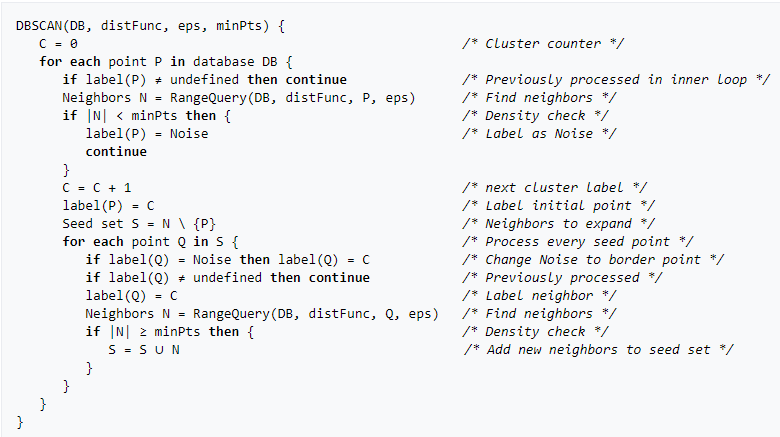 DBSCAN(DB, distFunc, eps, minPts) {
   C = 0                                                  /* Cluster counter */
   for each point P in database DB {
      if label(P) ≠ undefined then continue               /* Previously processed in inner loop */
      Neighbors N = RangeQuery(DB, distFunc, P, eps)      /* Find neighbors */
      if |N| < minPts then {                              /* Density check */
         label(P) = Noise                                 /* Label as Noise */
         continue
      }
      C = C + 1                                           /* next cluster label */
      label(P) = C                                        /* Label initial point */
      Seed set S = N \ {P}                                /* Neighbors to expand */
      for each point Q in S {                             /* Process every seed point */
         if label(Q) = Noise then label(Q) = C            /* Change Noise to border point */
         if label(Q) ≠ undefined then continue            /* Previously processed */
         label(Q) = C                                     /* Label neighbor */
         Neighbors N = RangeQuery(DB, distFunc, Q, eps)   /* Find neighbors */
         if |N| ≥ minPts then {                           /* Density check */
            S = S ∪ N                                     /* Add new neighbors to seed set */
         }
      }
   }
}